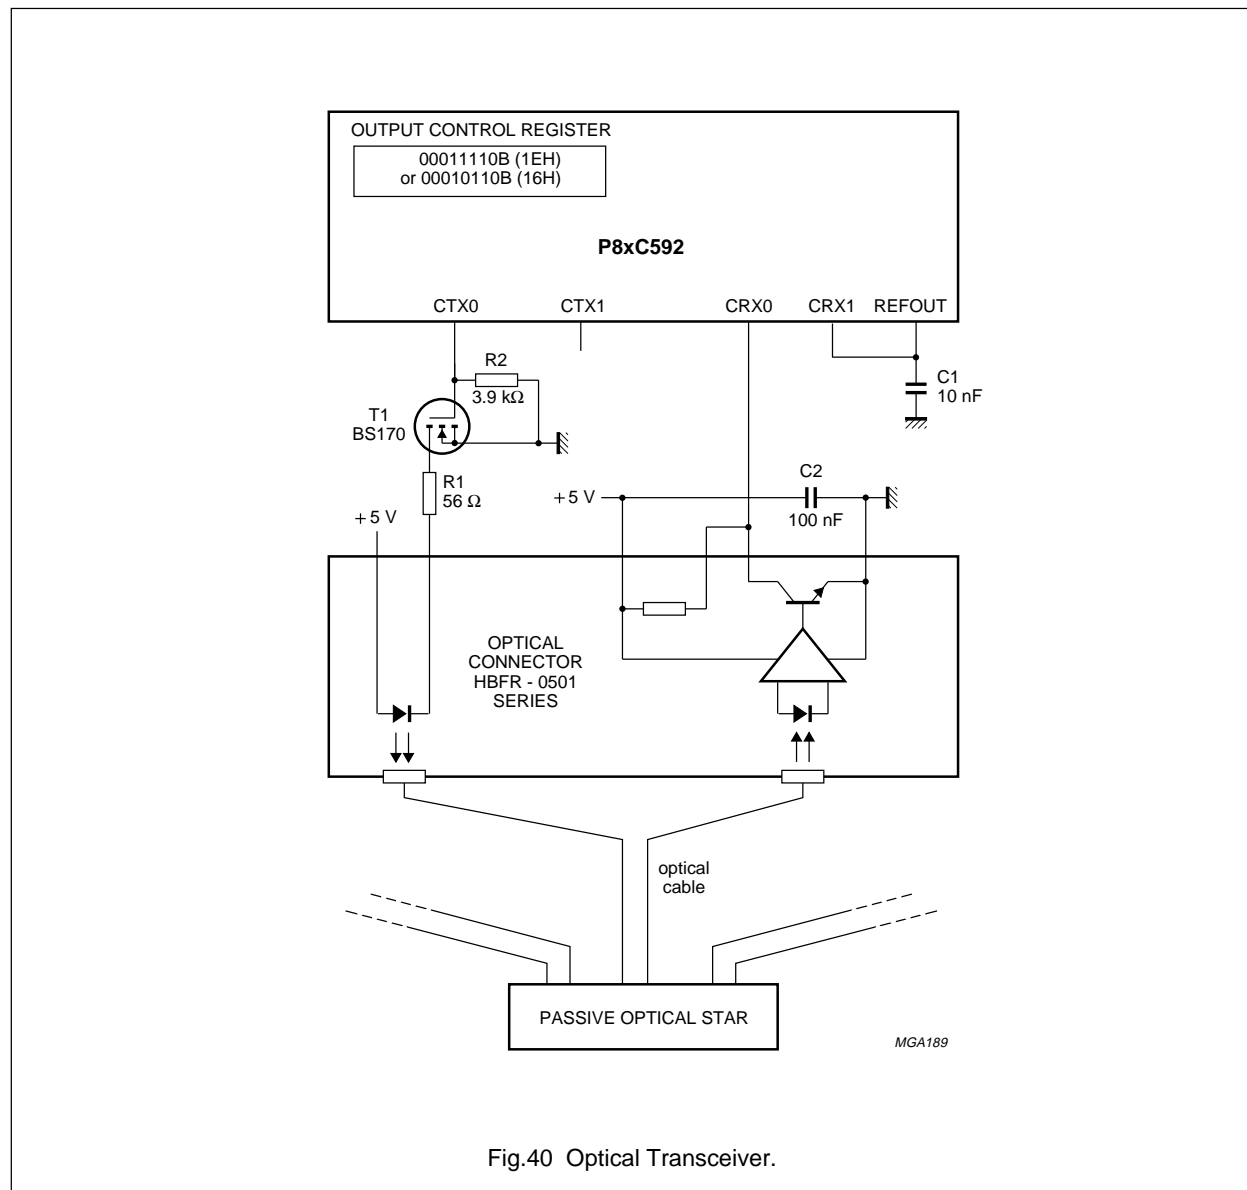 OUTPUT CONTROL REGISTER
00011110B (1EH)
or 00010110B (16H)
P8xC592
CTX0
CTX1
CRX0
CRX1
REFOUT
R2
3.9 kΩ
C1
10 nF
T1
BS170
R1
56 Ω
+5 V
+5 V
C2
100 nF
OPTICAL
CONNECTOR
HBFR - 0501
SERIES
optical
cable
PASSIVE OPTICAL STAR
MGA189
Fig.40 Optical Transceiver.